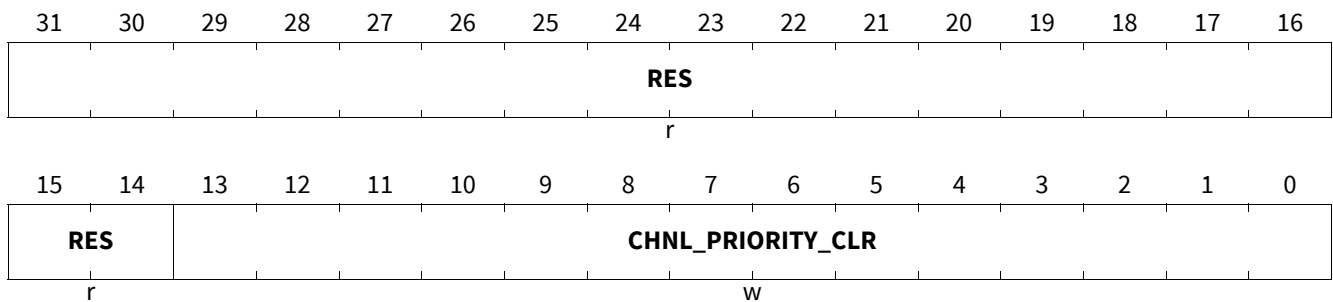 31 30 29 28 27 26 25 24 23 22 21 20 19 18 17 16
RES
r
15 14 13 12 11 10 9 8 7 6 5 4 3 2 1 0
RES CHNL_PRIORITY_CLR
r w